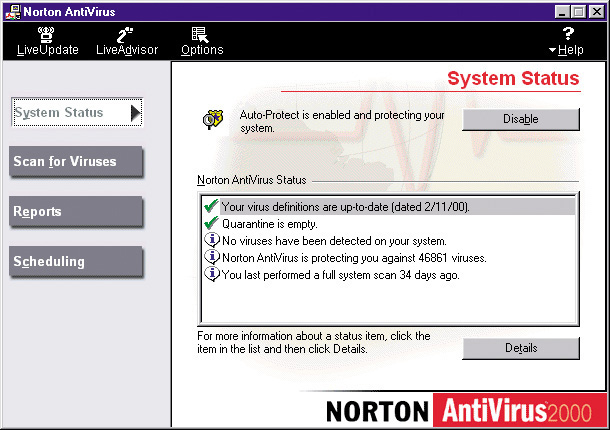 Norton AntiVirus
LiveUpdate LiveAdvisor Options Help
System Status
System Status
Auto-Protect is enabled and protecting your
system.
Disable
Scan for Viruses
Reports
Scheduling
Norton AntiVirus Status
Your virus definitions are up-to-date (dated 2/11/00).
Quarantine is empty.
No viruses have been detected on your system.
Norton AntiVirus is protecting you against 46861 viruses.
You last performed a full system scan 34 days ago.
For more information about a status item, click the
item in the list and then click Details.
Details
NORTON AntiVirus 2000